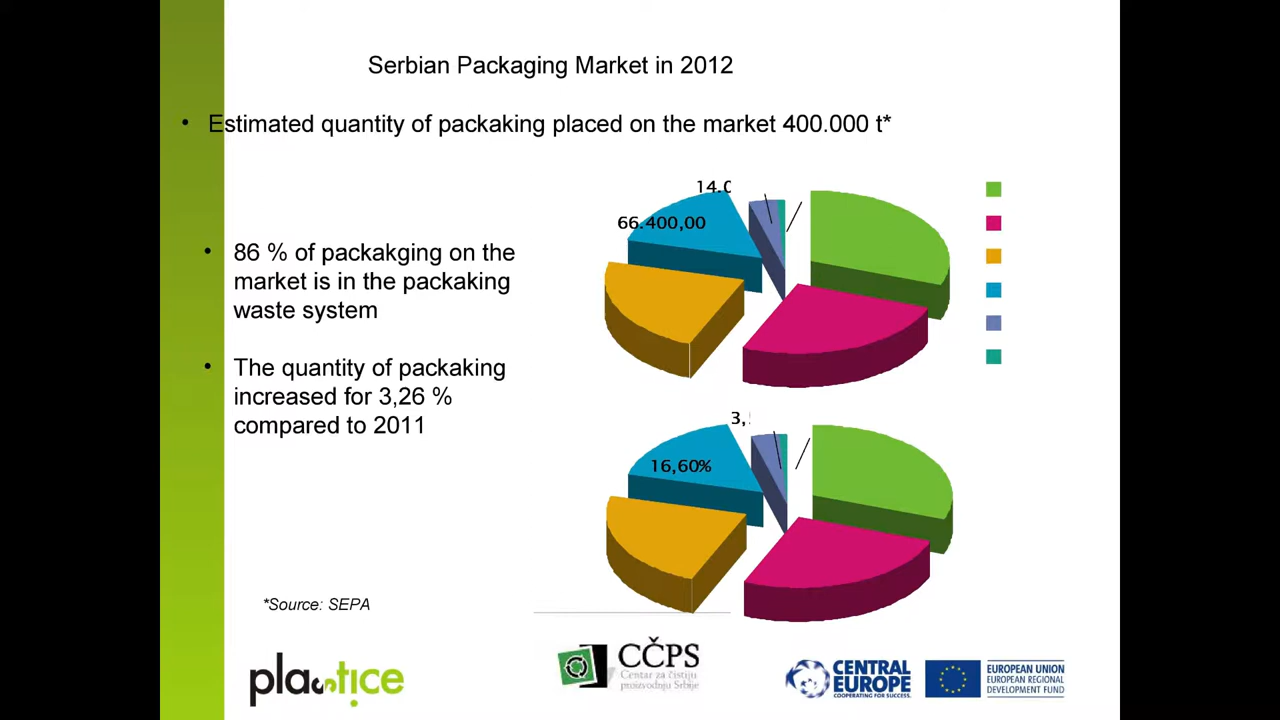 Serbian Packaging Market in 2012
• Estimated quantity of packaking placed on the market 400.000 t*
14.0
66.400,00
• 86 % of packakging on the
market is in the packaking
waste system
• The quantity of packaking
increased for 3,26 %
compared to 2011
3,
16,60%
*Source: SEPA
plastice
CČPS
Centar za čistiju
proizvodnju Srbije
CENTRAL
EUROPE
COOPERATING FOR SUCCESS.
EUROPEAN UNION
EUROPEAN REGIONAL
DEVELOPMENT FUND